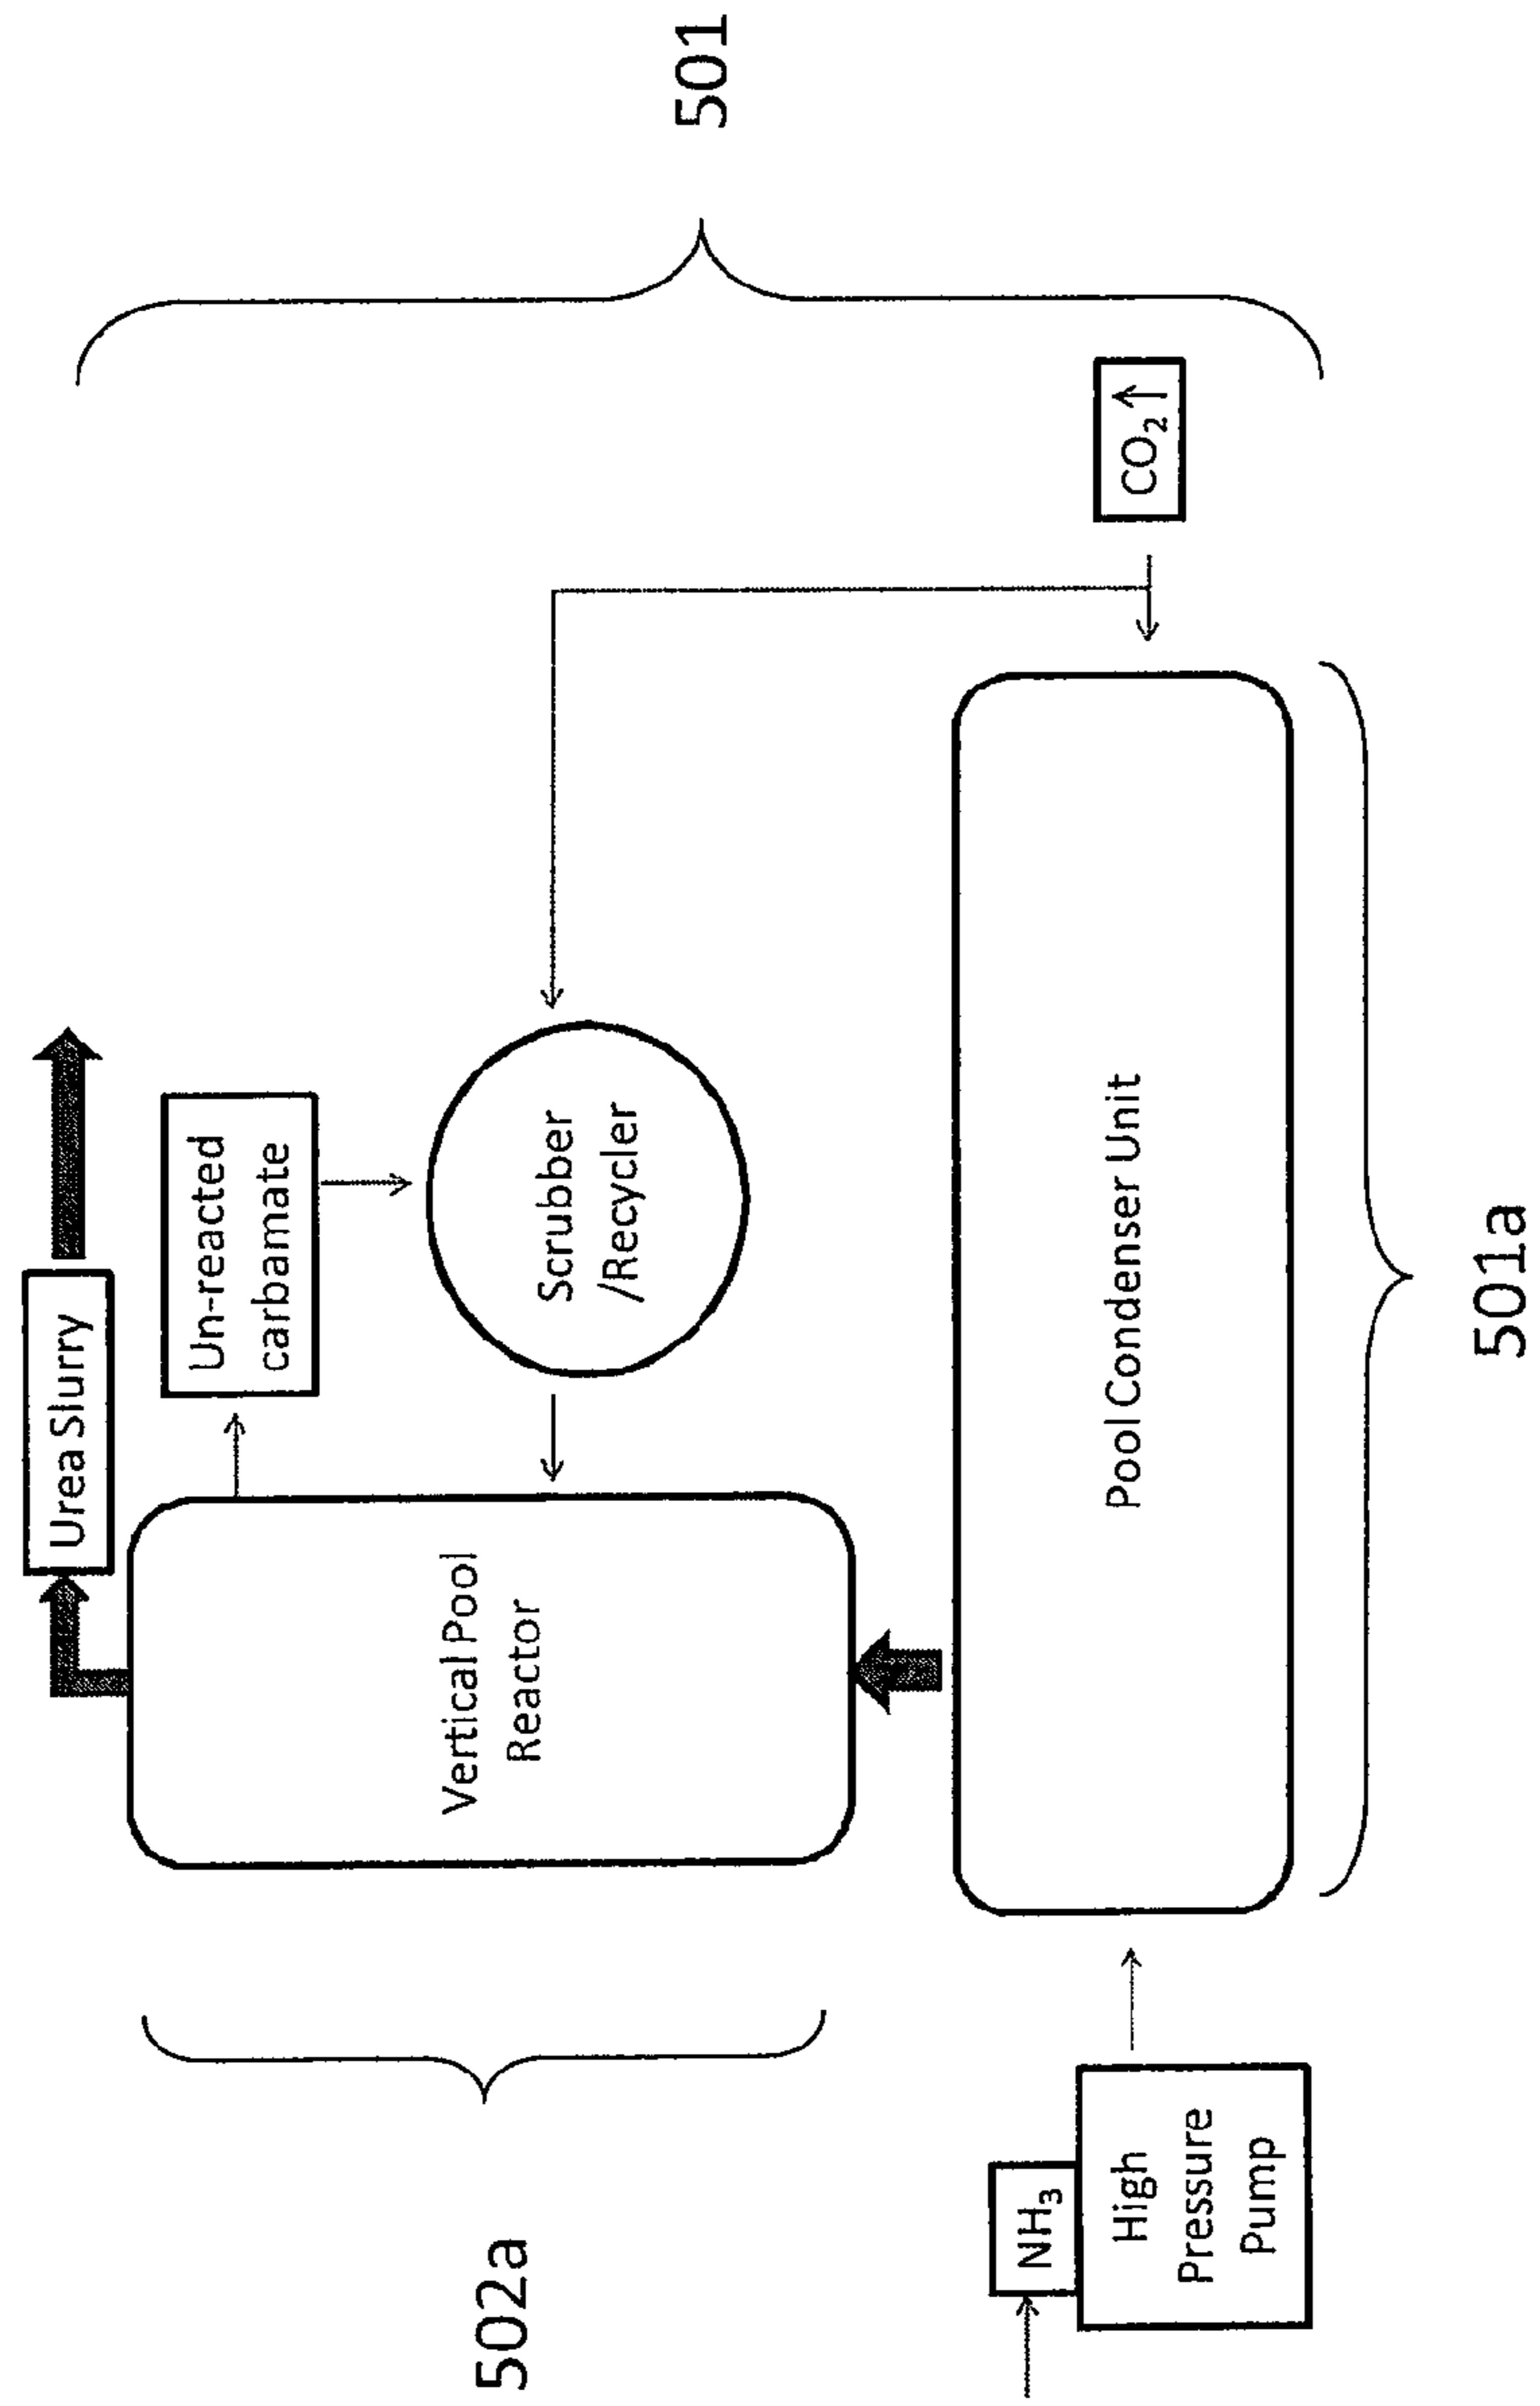 Urea Slurry
Un-reacted
carbamate
Vertical Pool
Reactor
Scrubber
/Recycler
502a
501
NH₃
High
Pressure
Pump
Pool Condenser Unit
CO₂↑
501a